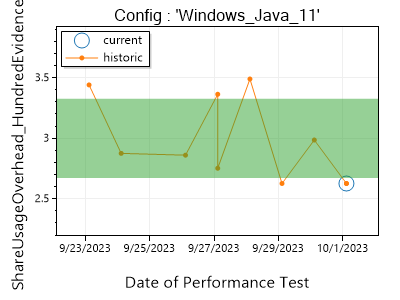 Config : 'Windows_Java_11'
current
historic
ShareUsageOverhead_HundredEvidence
3.5
3
2.5
9/23/2023
9/25/2023
9/27/2023
9/29/2023
10/1/2023
Date of Performance Test